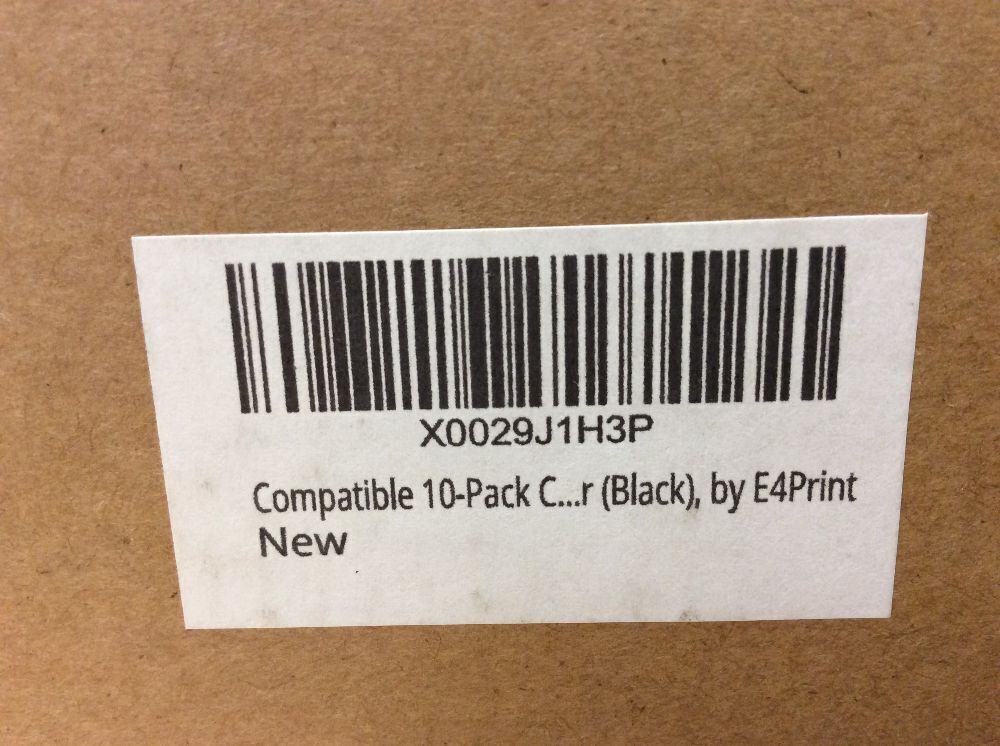 X0029J1H3P
Compatible 10-Pack C...r (Black), by E4Print
New